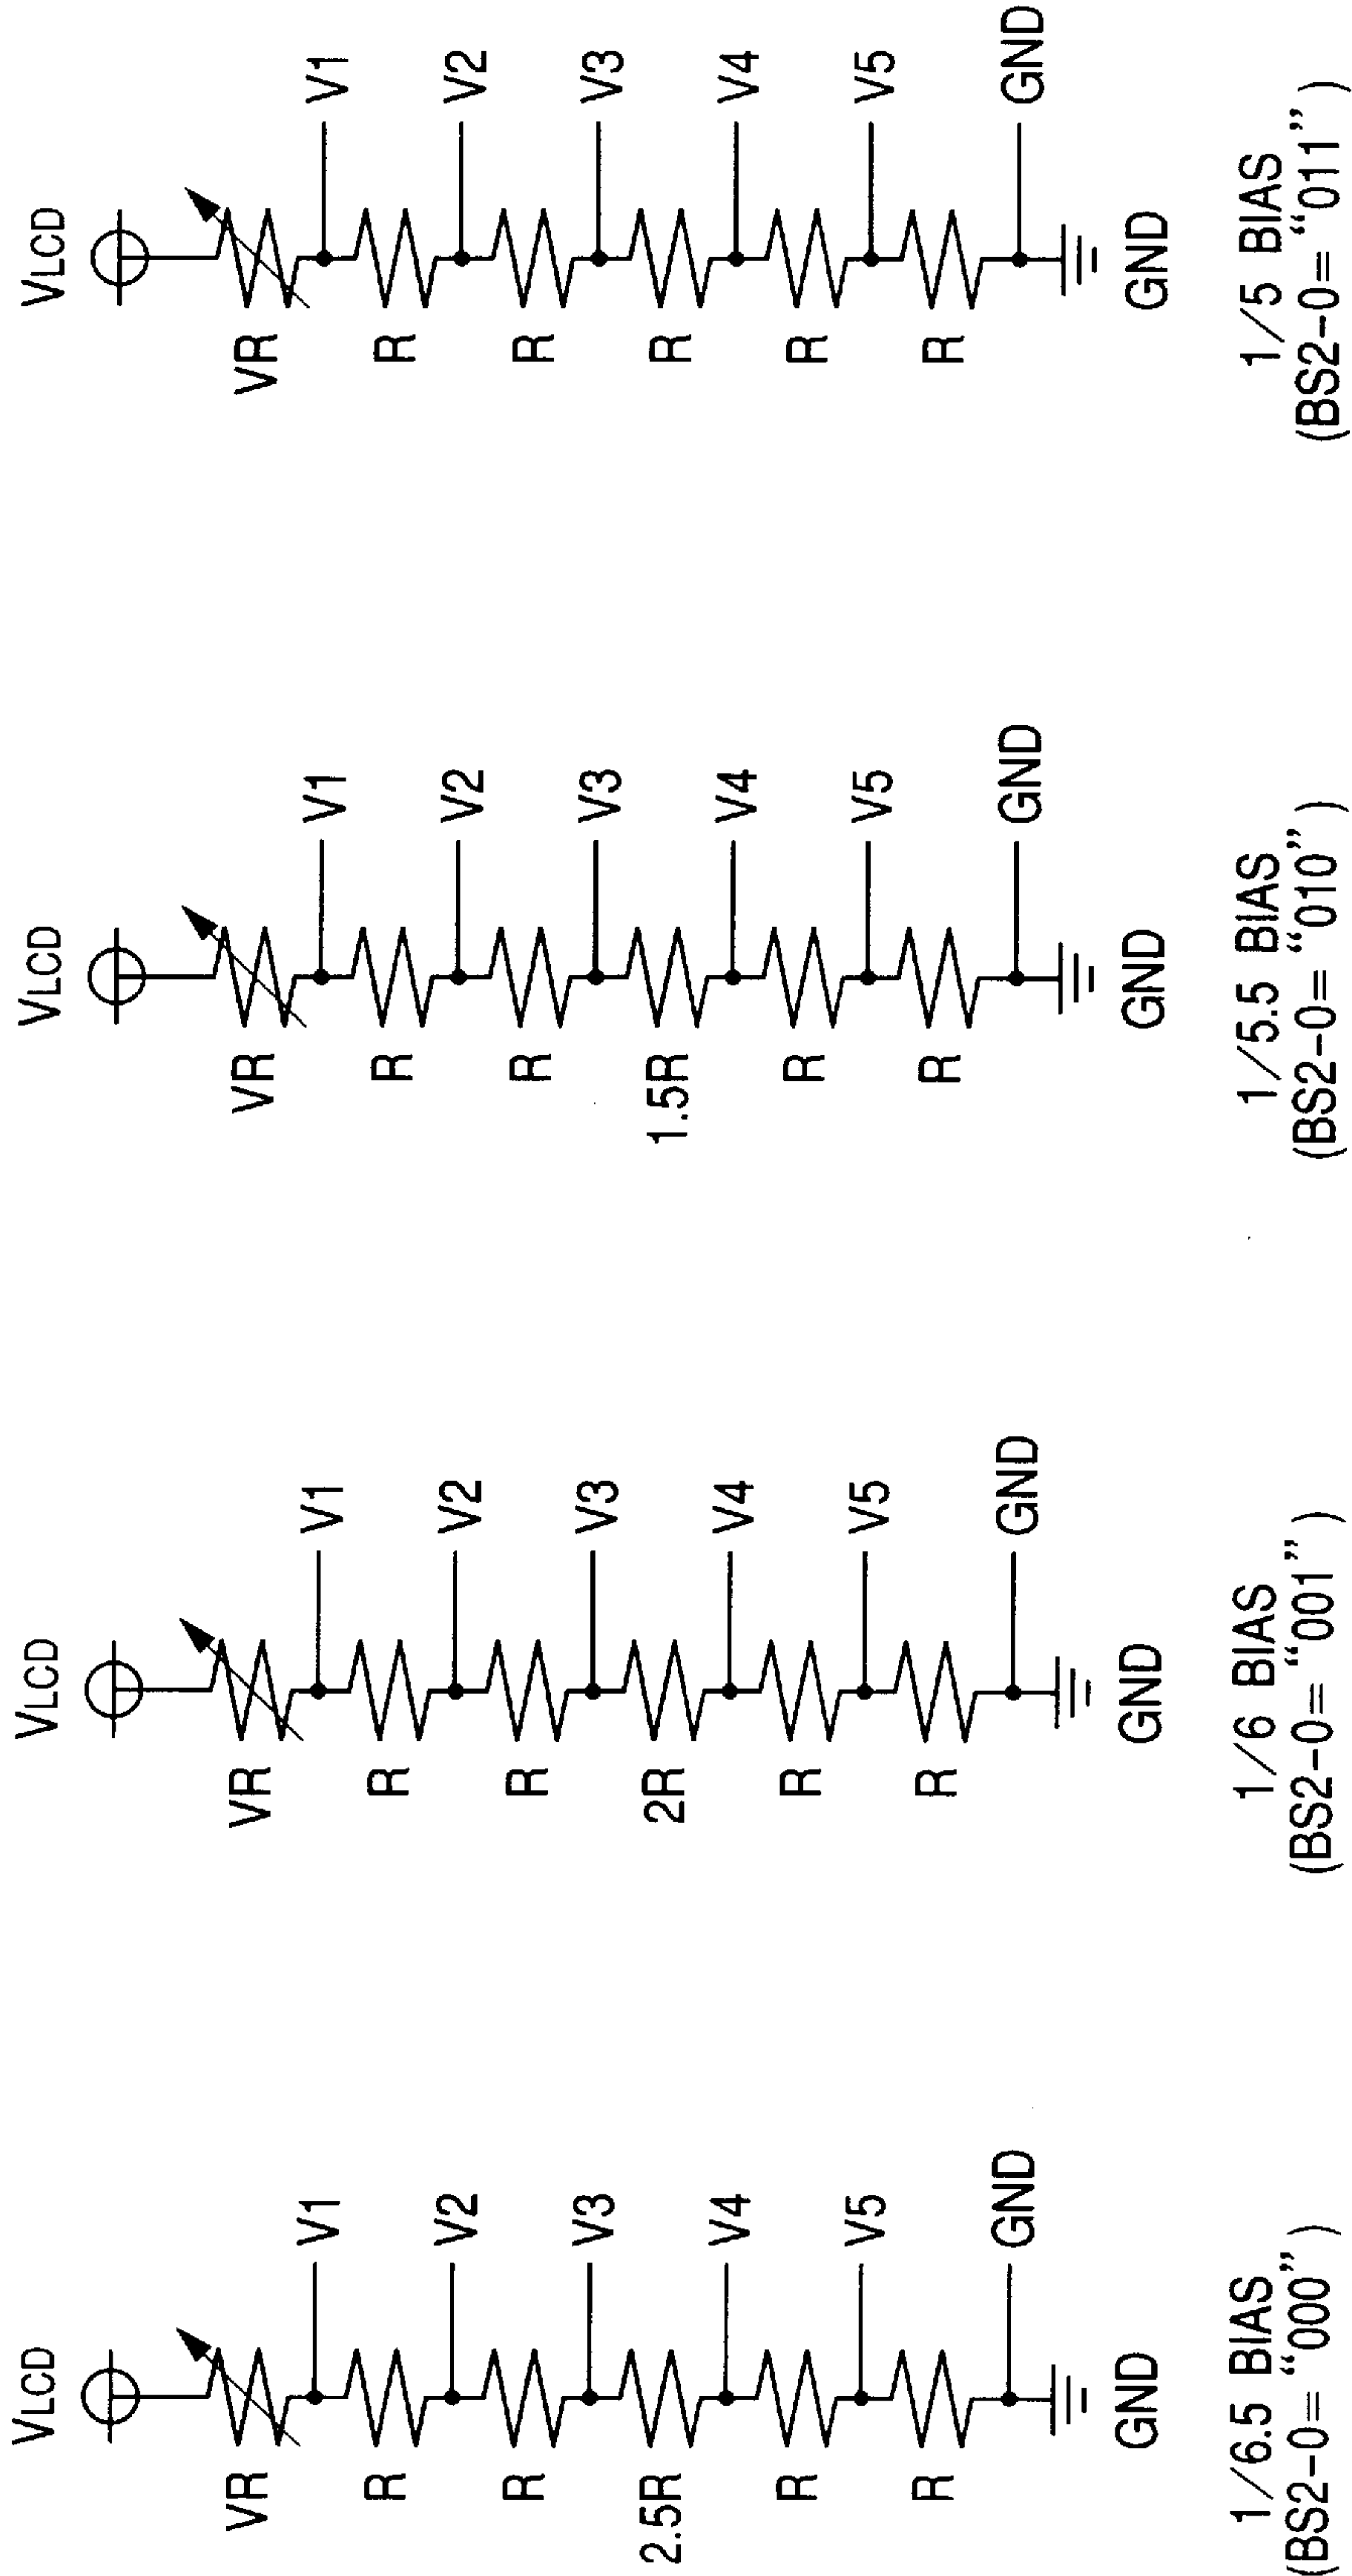 VLCD
VR
V1
R
V2
R
V3
2.5R
V4
R
V5
R
GND
GND
1/6.5 BIAS
(BS2-0= “000”)
VLCD
VR
V1
R
V2
R
V3
2R
V4
R
V5
R
GND
GND
1/6 BIAS
(BS2-0= “001”)
VLCD
VR
V1
R
V2
R
V3
1.5R
V4
R
V5
R
GND
GND
1/5.5 BIAS
(BS2-0= “010”)
VLCD
VR
V1
R
V2
R
V3
R
V4
R
V5
R
GND
GND
1/5 BIAS
(BS2-0= “011”)